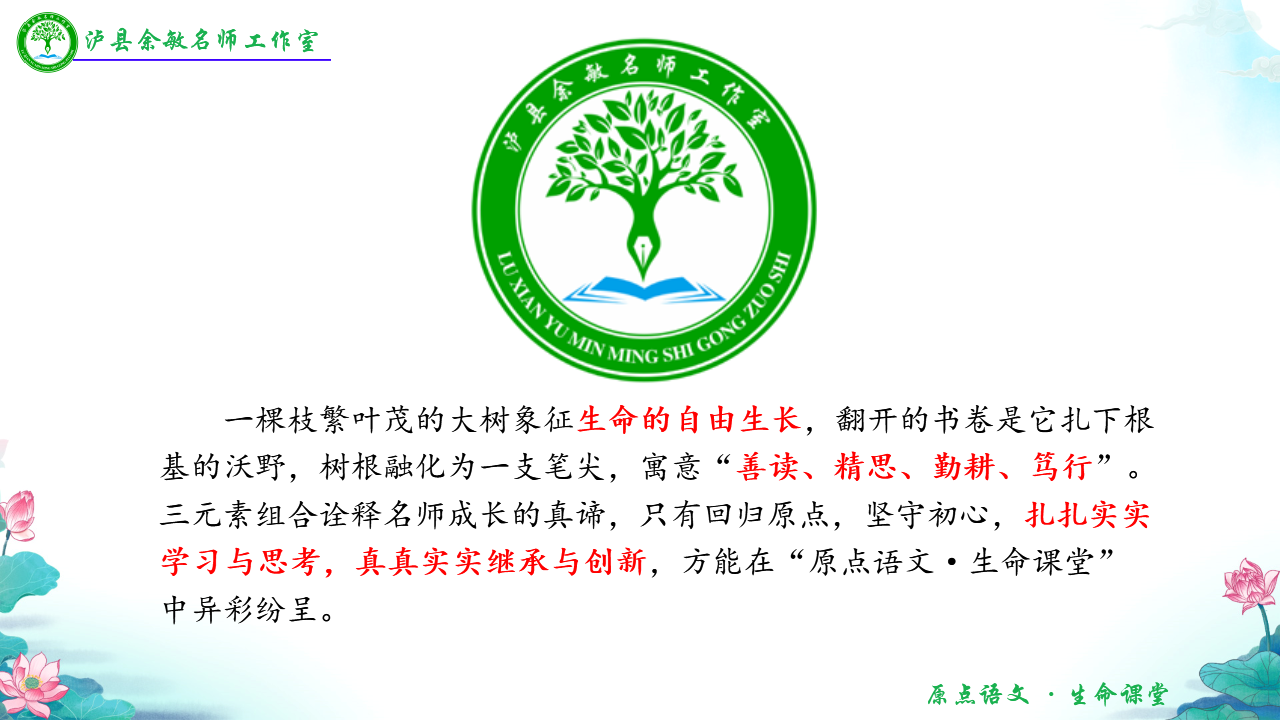 泸县余敏名师工作室
泸县余敏名师工作室
LU XIAN YU MIN MING SHI GONG ZUO SHI
一棵枝繁叶茂的大树象征生命的自由生长，翻开的书卷是它扎下根
基的沃野，树根融化为一支笔尖，寓意“善读、精思、勤耕、笃行”。
三元素组合诠释名师成长的真谛，只有回归原点，坚守初心，扎扎实实
学习与思考，真真实实继承与创新，方能在“原点语文·生命课堂”
中异彩纷呈。
原点语文 · 生命课堂